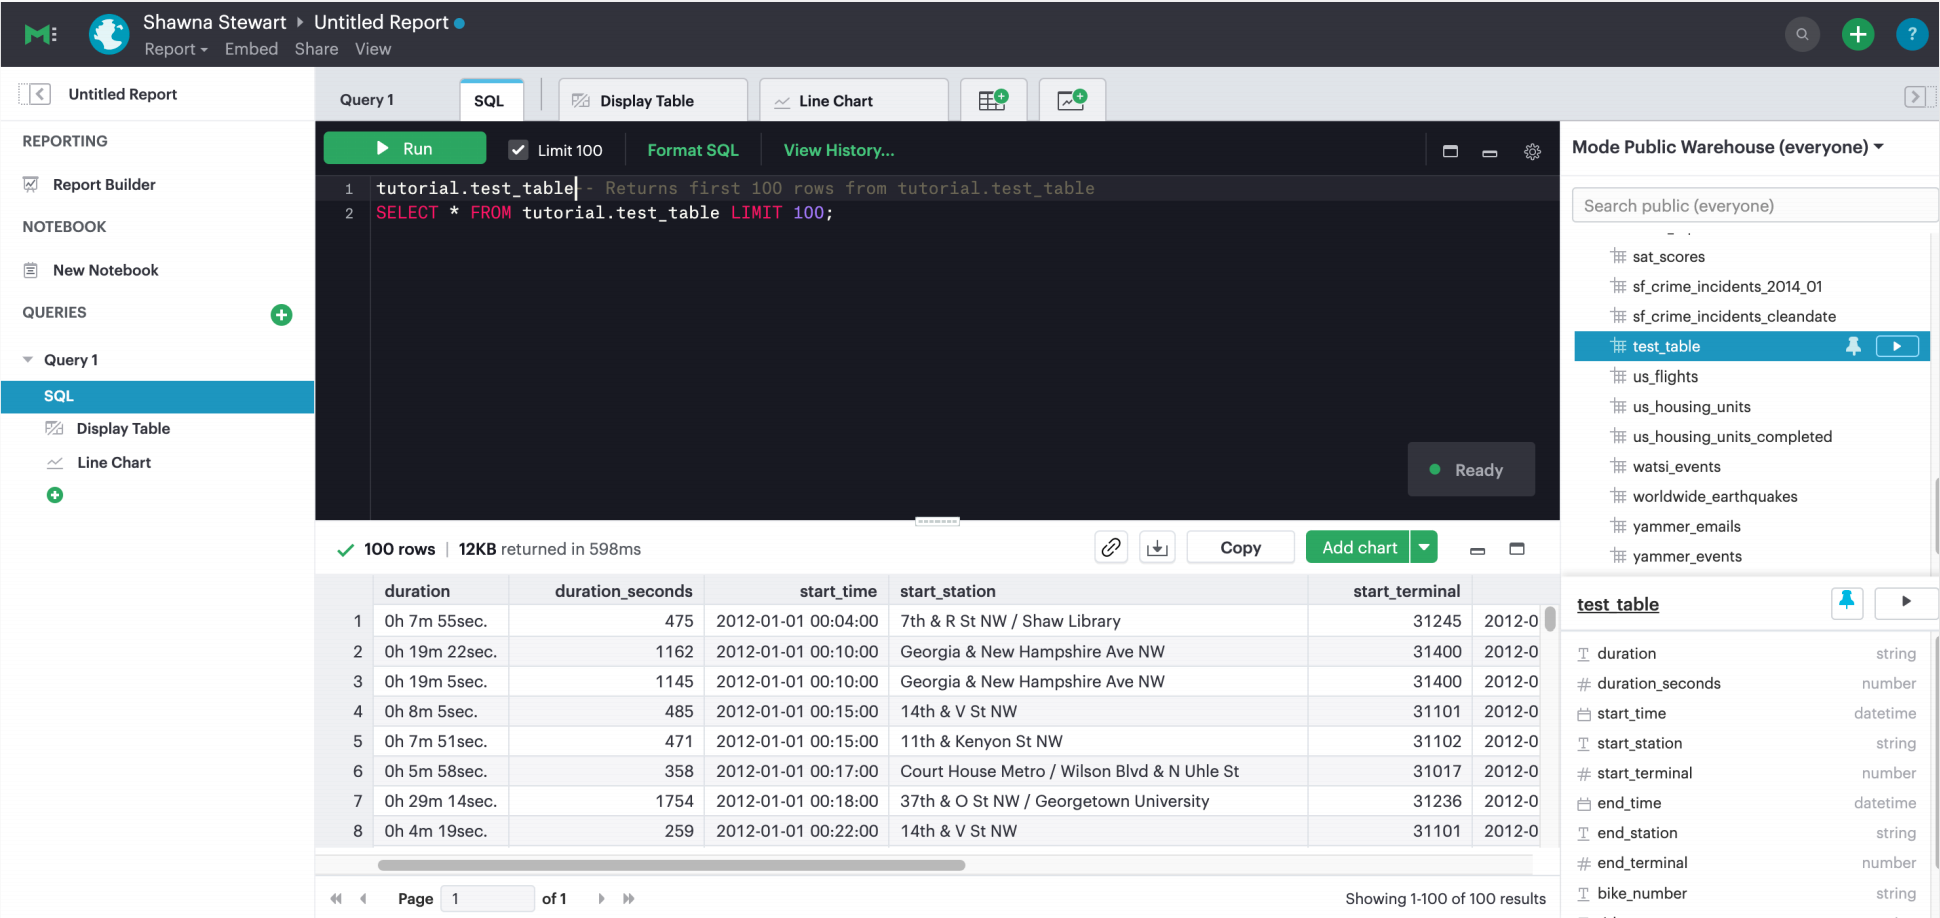 Shawna Stewart Untitled Report
Report Embed Share View
?
Untitled Report
REPORTING
Report Builder
NOTEBOOK
New Notebook
QUERIES
Query 1
SQL
Display Table
Line Chart
Query 1 SQL Display Table Line Chart
Run Limit 100 Format SQL View History...
1 tutorial.test_table-- Returns first 100 rows from tutorial.test_table
2 SELECT * FROM tutorial.test_table LIMIT 100;
Ready
100 rows | 12KB returned in 598ms Copy Add chart
duration duration_seconds start_time start_station start_terminal
1 0h 7m 55sec. 475 2012-01-01 00:04:00 7th & R St NW / Shaw Library 31245 2012-0
2 0h 19m 22sec. 1162 2012-01-01 00:10:00 Georgia & New Hampshire Ave NW 31400 2012-0
3 0h 19m 5sec. 1145 2012-01-01 00:10:00 Georgia & New Hampshire Ave NW 31400 2012-0
4 0h 8m 5sec. 485 2012-01-01 00:15:00 14th & V St NW 31101 2012-0
5 0h 7m 51sec. 471 2012-01-01 00:15:00 11th & Kenyon St NW 31102 2012-0
6 0h 5m 58sec. 358 2012-01-01 00:17:00 Court House Metro / Wilson Blvd & N Uhle St 31017 2012-0
7 0h 29m 14sec. 1754 2012-01-01 00:18:00 37th & O St NW / Georgetown University 31236 2012-0
8 0h 4m 19sec. 259 2012-01-01 00:22:00 14th & V St NW 31101 2012-0
Page 1 of 1 Showing 1-100 of 100 results
Mode Public Warehouse (everyone)
Search public (everyone)
sat_scores
sf_crime_incidents_2014_01
sf_crime_incidents_cleandate
test_table
us_flights
us_housing_units
us_housing_units_completed
watsi_events
worldwide_earthquakes
yammer_emails
yammer_events
test_table
duration string
duration_seconds number
start_time datetime
start_station string
start_terminal number
end_time datetime
end_station string
end_terminal number
bike_number string